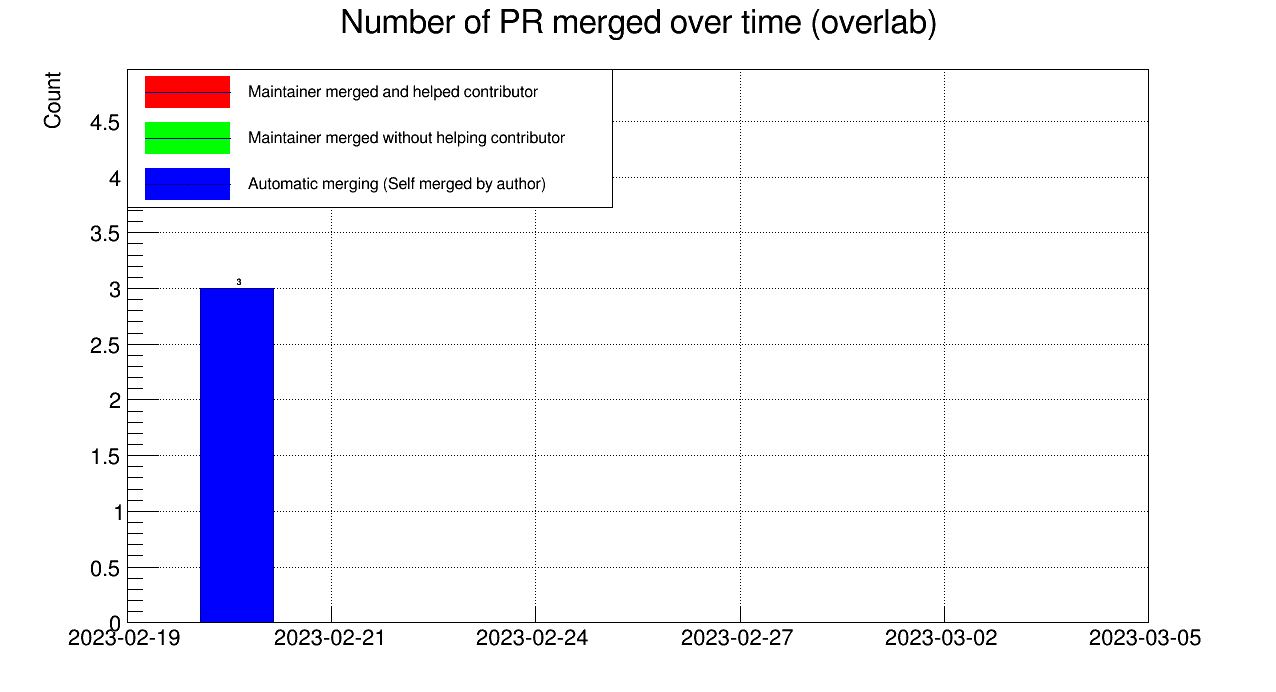 Number of PR merged over time (overlab)
Count
Maintainer merged and helped contributor
Maintainer merged without helping contributor
Automatic merging (Self merged by author)
4.5
4
3.5
3
2.5
2
1.5
1
0.5
0
3
2023-02-19 2023-02-21 2023-02-24 2023-02-27 2023-03-02 2023-03-05